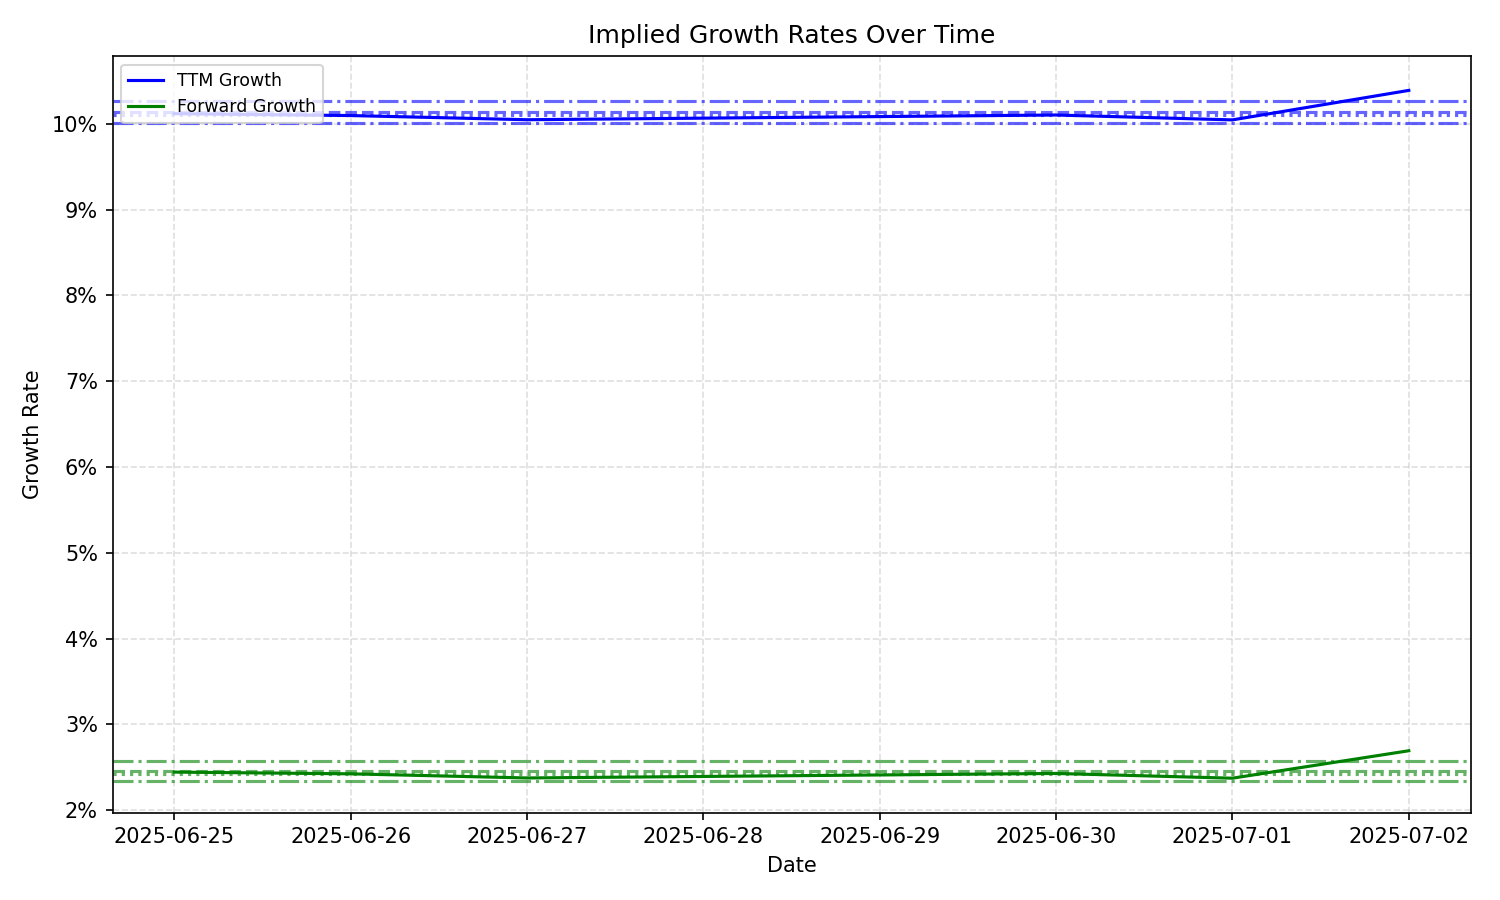 Implied Growth Rates Over Time
TTM Growth
Forward Growth
10%
9%
8%
7%
6%
5%
4%
3%
2%
Growth Rate
2025-06-25 2025-06-26 2025-06-27 2025-06-28 2025-06-29 2025-06-30 2025-07-01 2025-07-02
Date